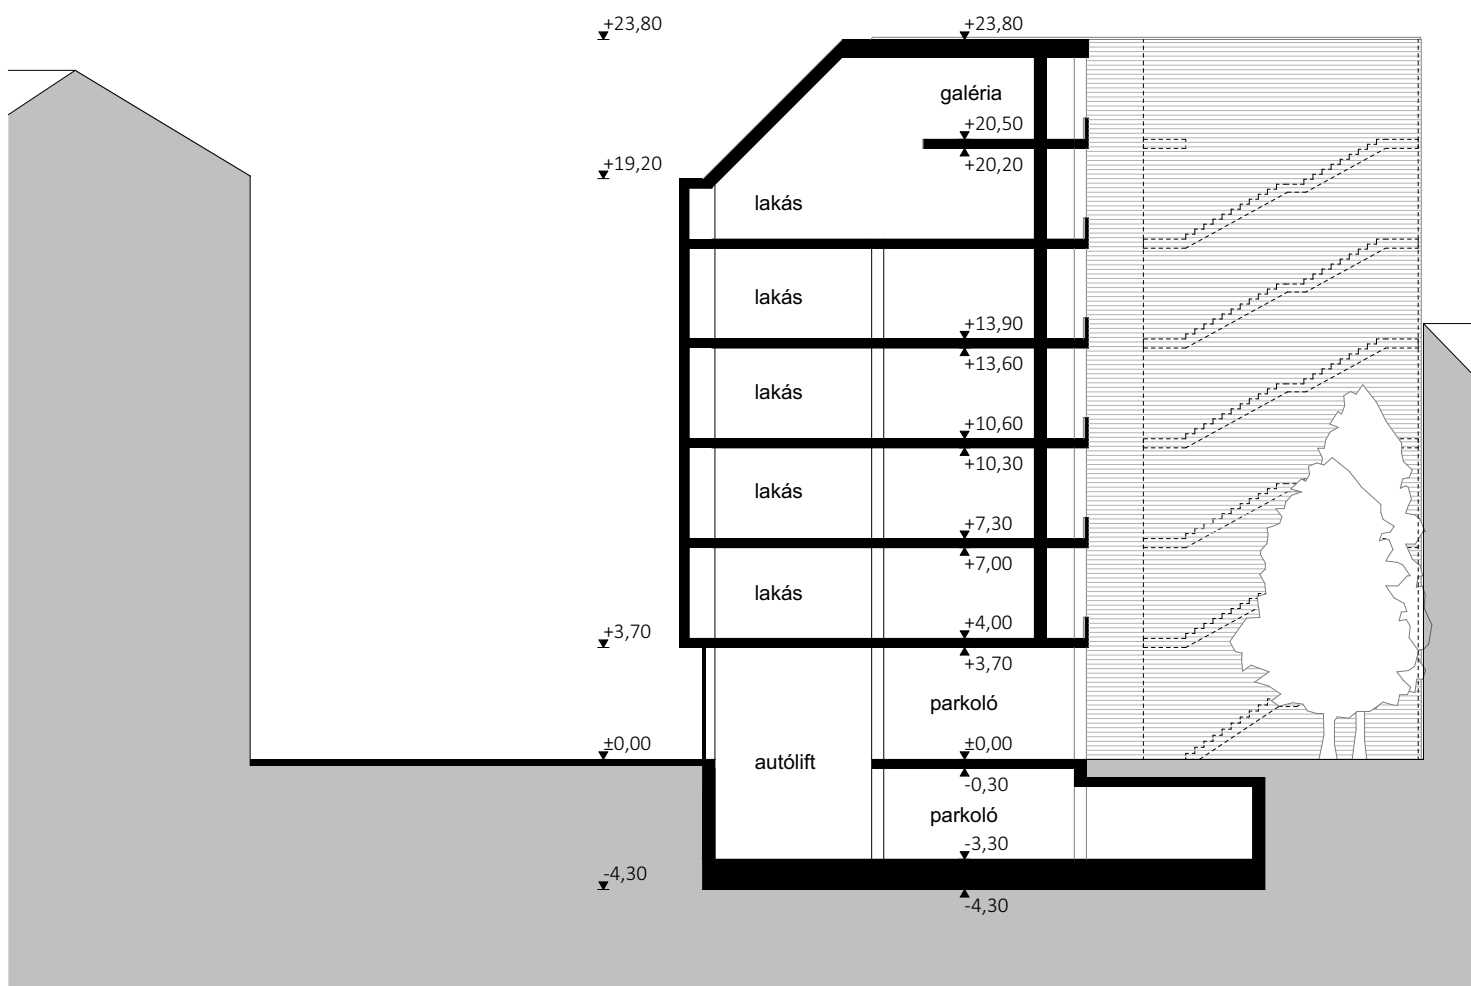 +23,80
+23,80
galéria
+20,50
+20,20
+19,20
lakás
lakás
+13,90
+13,60
lakás
+10,60
+10,30
lakás
+7,30
+7,00
lakás
+4,00
+3,70
+3,70
parkoló
±0,00
±0,00
autólift
-0,30
parkoló
-3,30
-4,30
-4,30